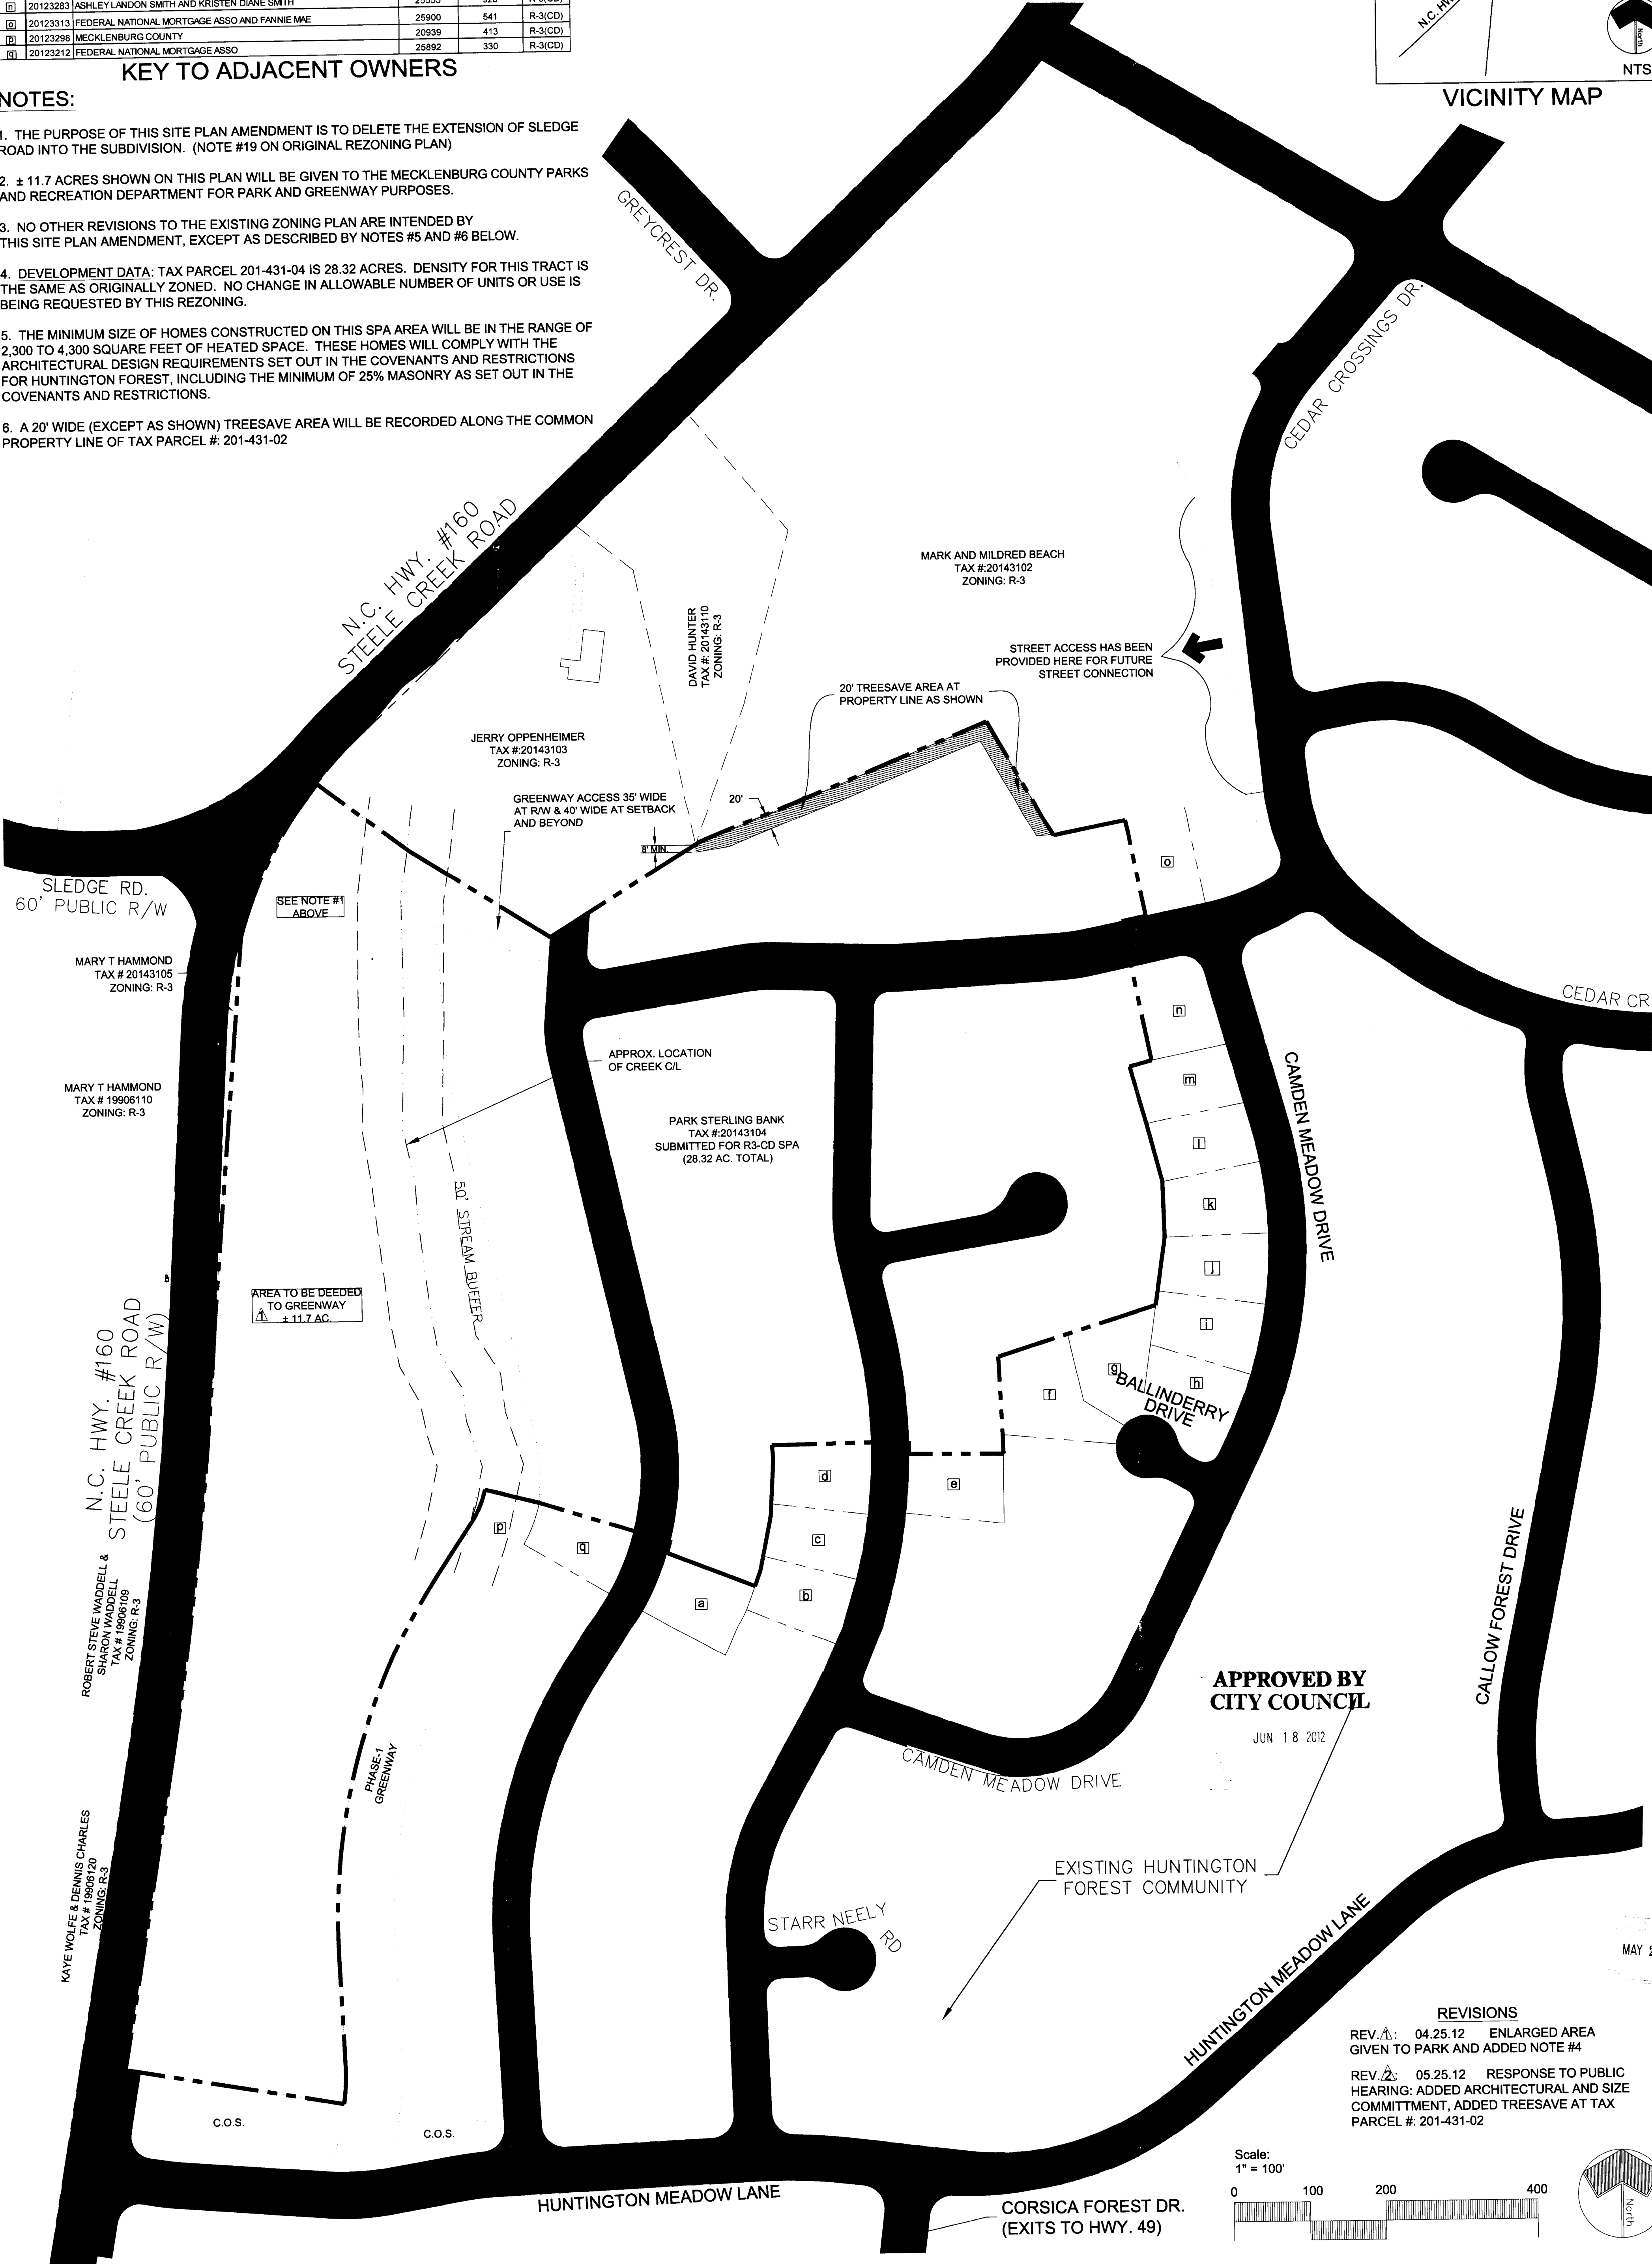 n 20123283 ASHLEY LANDON SMITH AND KRISTEN DIANE SMITH
o 20123313 FEDERAL NATIONAL MORTGAGE ASSO AND FANNIE MAE 25900 541 R-3(CD)
p 20123298 MECKLENBURG COUNTY 20939 413 R-3(CD)
q 20123212 FEDERAL NATIONAL MORTGAGE ASSO 25892 330 R-3(CD)
KEY TO ADJACENT OWNERS
NOTES:
1. THE PURPOSE OF THIS SITE PLAN AMENDMENT IS TO DELETE THE EXTENSION OF SLEDGE
ROAD INTO THE SUBDIVISION. (NOTE #19 ON ORIGINAL REZONING PLAN)
2. ± 11.7 ACRES SHOWN ON THIS PLAN WILL BE GIVEN TO THE MECKLENBURG COUNTY PARKS
AND RECREATION DEPARTMENT FOR PARK AND GREENWAY PURPOSES.
3. NO OTHER REVISIONS TO THE EXISTING ZONING PLAN ARE INTENDED BY
THIS SITE PLAN AMENDMENT, EXCEPT AS DESCRIBED BY NOTES #5 AND #6 BELOW.
4. DEVELOPMENT DATA: TAX PARCEL 201-431-04 IS 28.32 ACRES. DENSITY FOR THIS TRACT IS
THE SAME AS ORIGINALLY ZONED. NO CHANGE IN ALLOWABLE NUMBER OF UNITS OR USE IS
BEING REQUESTED BY THIS REZONING.
5. THE MINIMUM SIZE OF HOMES CONSTRUCTED ON THIS SPA AREA WILL BE IN THE RANGE OF
2,300 TO 4,300 SQUARE FEET OF HEATED SPACE. THESE HOMES WILL COMPLY WITH THE
ARCHITECTURAL DESIGN REQUIREMENTS SET OUT IN THE COVENANTS AND RESTRICTIONS
FOR HUNTINGTON FOREST, INCLUDING THE MINIMUM OF 25% MASONRY AS SET OUT IN THE
COVENANTS AND RESTRICTIONS.
6. A 20' WIDE (EXCEPT AS SHOWN) TREESAVE AREA WILL BE RECORDED ALONG THE COMMON
PROPERTY LINE OF TAX PARCEL #: 201-431-02
N.C. HW
North
NTS
VICINITY MAP
GREYCREST DR.
CEDAR CROSSINGS DR.
N.C. HWY. #160
STEELE CREEK ROAD
MARK AND MILDRED BEACH
TAX #:20143102
ZONING: R-3
DAVID HUNTER
TAX #: 20143110
ZONING: R-3
STREET ACCESS HAS BEEN
PROVIDED HERE FOR FUTURE
STREET CONNECTION
20' TREESAVE AREA AT
PROPERTY LINE AS SHOWN
JERRY OPPENHEIMER
TAX #:20143103
ZONING: R-3
GREENWAY ACCESS 35' WIDE
AT R/W & 40' WIDE AT SETBACK
AND BEYOND
20'
8' MIN.
o
SLEDGE RD.
60' PUBLIC R/W
SEE NOTE #1
ABOVE
MARY T HAMMOND
TAX # 20143105
ZONING: R-3
CEDAR CR
n
APPROX. LOCATION
OF CREEK C/L
MARY T HAMMOND
TAX # 19906110
ZONING: R-3
m
CAMDEN MEADOW DRIVE
PARK STERLING BANK
TAX #:20143104
SUBMITTED FOR R3-CD SPA
(28.32 AC. TOTAL)
l
k
50' STREAM BUFFER
j
AREA TO BE DEEDED
TO GREENWAY
1 ± 11.7 AC.
i
h
g
f
BALLINDERRY
DRIVE
N.C. HWY. #160
STEELE CREEK ROAD
(60' PUBLIC R/W)
d
e
c
p
q
b
a
ROBERT STEVE WADDELL &
SHARON WADDELL
TAX # 19906109
ZONING: R-3
CALLOW FOREST DRIVE
APPROVED BY
CITY COUNCIL
JUN 18 2012
PHASE-1
GREENWAY
CAMDEN MEADOW DRIVE
KAYE WOLFE & DENNIS CHARLES
TAX # 19906120
ZONING: R-3
EXISTING HUNTINGTON
FOREST COMMUNITY
STARR NEELY
RD
HUNTINGTON MEADOW LANE
MAY 2
REVISIONS
REV. 1: 04.25.12 ENLARGED AREA
GIVEN TO PARK AND ADDED NOTE #4
REV. 2: 05.25.12 RESPONSE TO PUBLIC
HEARING: ADDED ARCHITECTURAL AND SIZE
COMMITTMENT, ADDED TREESAVE AT TAX
PARCEL #: 201-431-02
C.O.S.
C.O.S.
Scale:
1" = 100'
0 100 200 400
North
HUNTINGTON MEADOW LANE
CORSICA FOREST DR.
(EXITS TO HWY. 49)